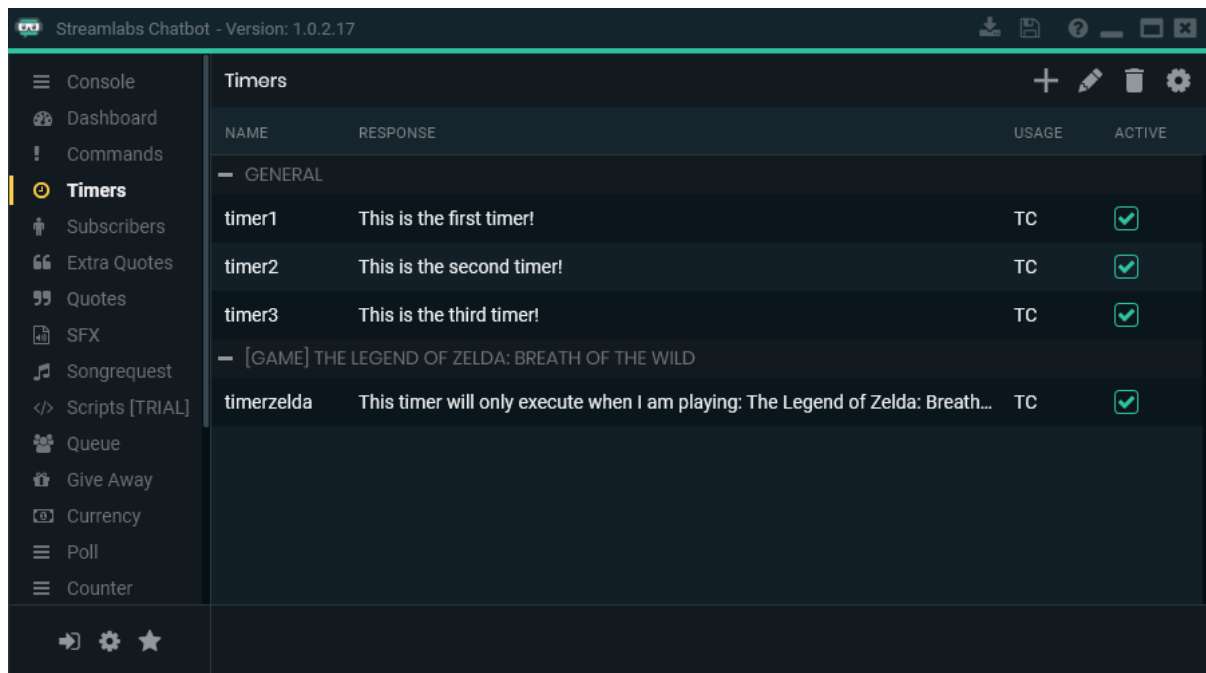 Streamlabs Chatbot - Version: 1.0.2.17
Console
Dashboard
Commands
Timers
Subscribers
Extra Quotes
Quotes
SFX
Songrequest
Scripts [TRIAL]
Queue
Give Away
Currency
Poll
Counter
Timers
NAME RESPONSE USAGE ACTIVE
GENERAL
timer1 This is the first timer! TC
timer2 This is the second timer! TC
timer3 This is the third timer! TC
[GAME] THE LEGEND OF ZELDA: BREATH OF THE WILD
timerzelda This timer will only execute when I am playing: The Legend of Zelda: Breath... TC